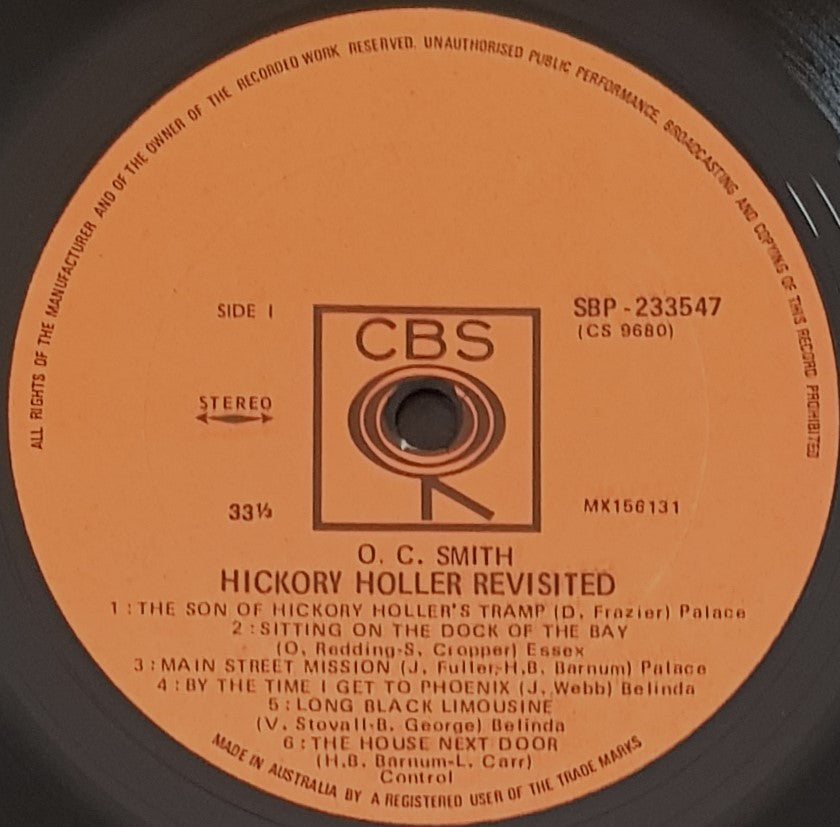 ALL RIGHTS OF THE MANUFACTURER AND OF THE OWNER OF THE RECORDED WORK RESERVED. UNAUTHORISED PUBLIC PERFORMANCE, BROADCASTING AND COPYING OF THIS RECORD PROHIBITED
SIDE 1
SBP-233547
(CS 9680)
CBS
STEREO
33⅓
MX156131
O. C. SMITH
HICKORY HOLLER REVISITED
1 : THE SON OF HICKORY HOLLER'S TRAMP (D. Frazier) Palace
2 : SITTING ON THE DOCK OF THE BAY
(O. Redding-S. Cropper) Essex
3 : MAIN STREET MISSION (J. Fuller-H.B. Barnum) Palace
4 : BY THE TIME I GET TO PHOENIX (J. Webb) Belinda
5 : LONG BLACK LIMOUSINE
(V. Stovall-B. George) Belinda
6 : THE HOUSE NEXT DOOR
(H.B. Barnum-L. Carr)
Control
MADE IN AUSTRALIA BY A REGISTERED USER OF THE TRADE MARKS